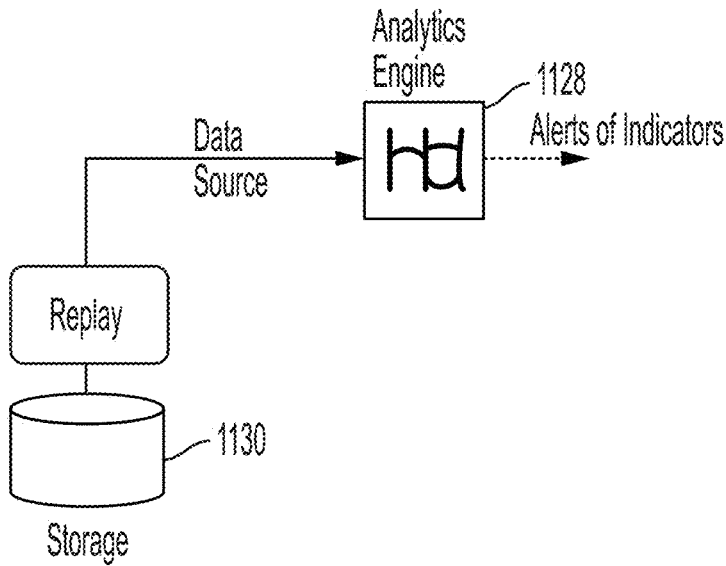 Analytics
Engine
1128
Alerts of Indicators
Data
Source
Replay
1130
Storage